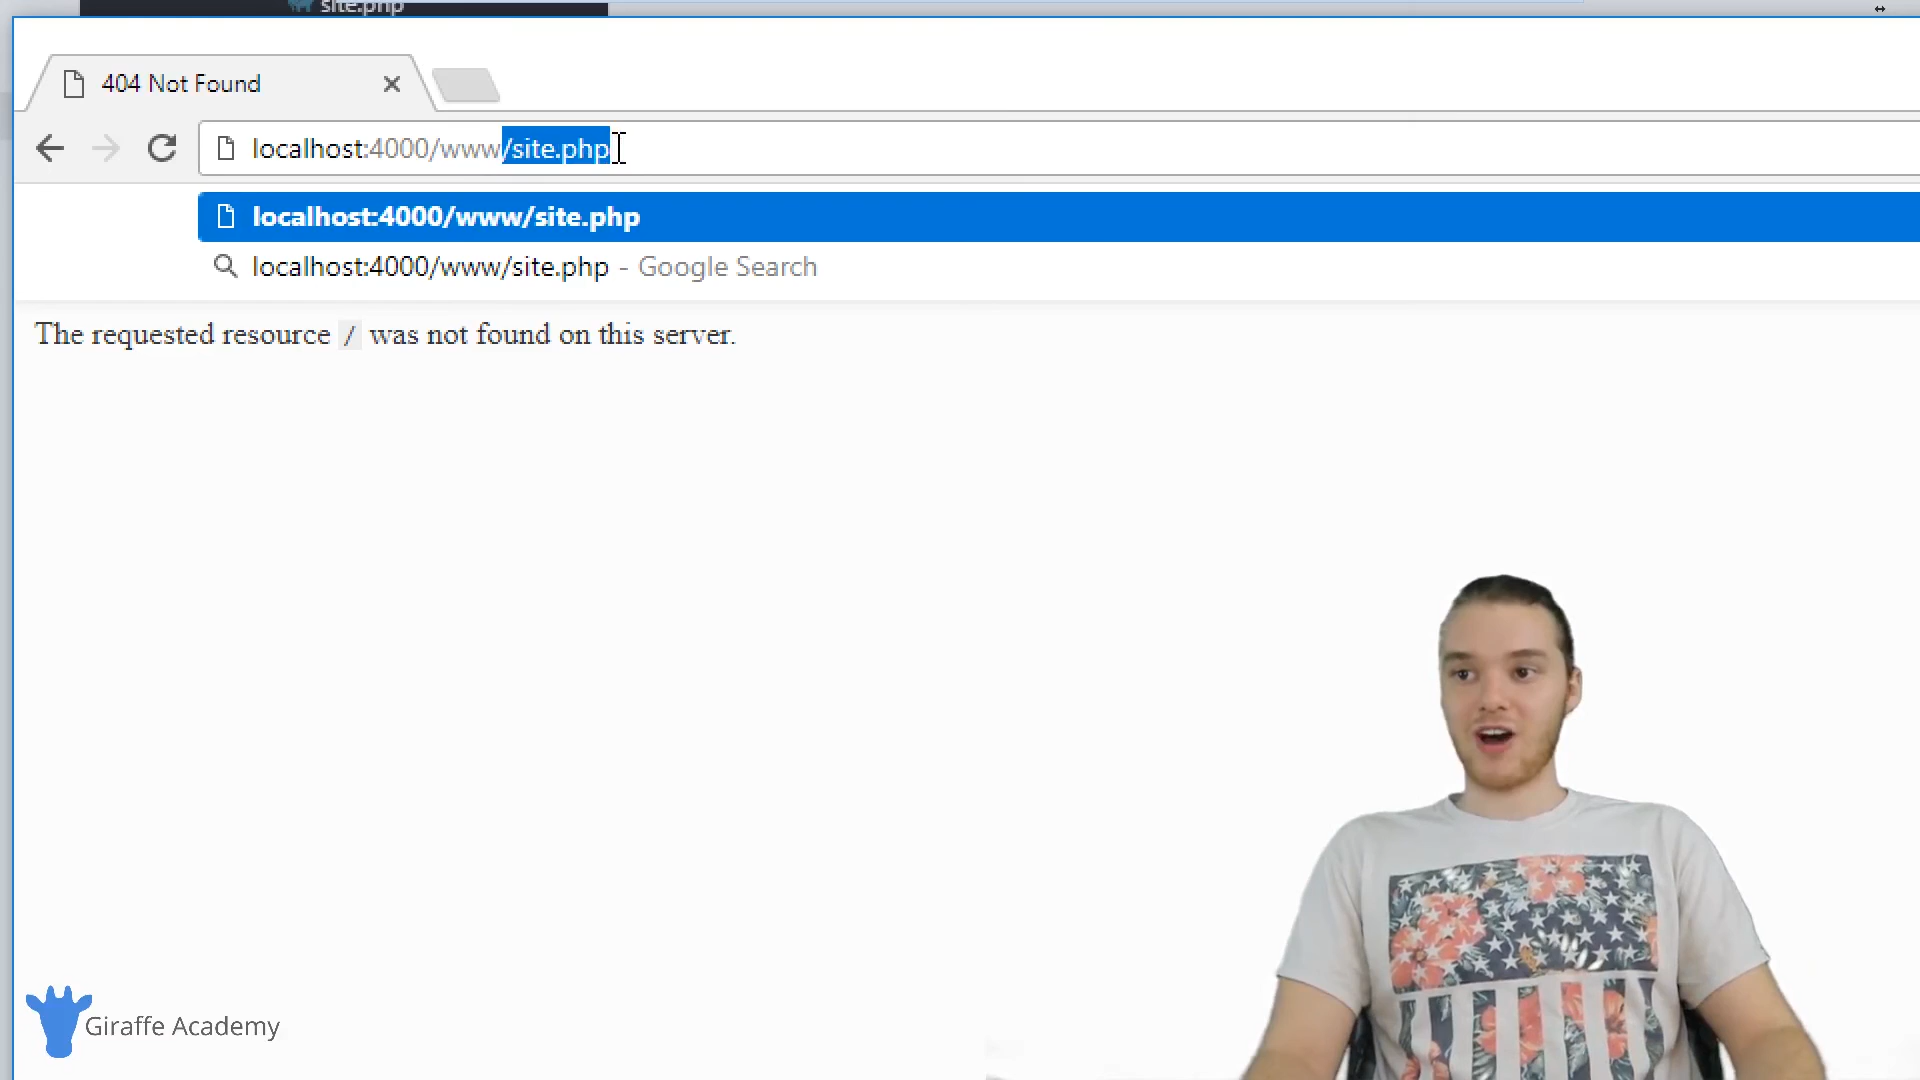 site.php
404 Not Found
localhost:4000/www/site.php
localhost:4000/www/site.php
localhost:4000/www/site.php - Google Search
The requested resource / was not found on this server.
Giraffe Academy